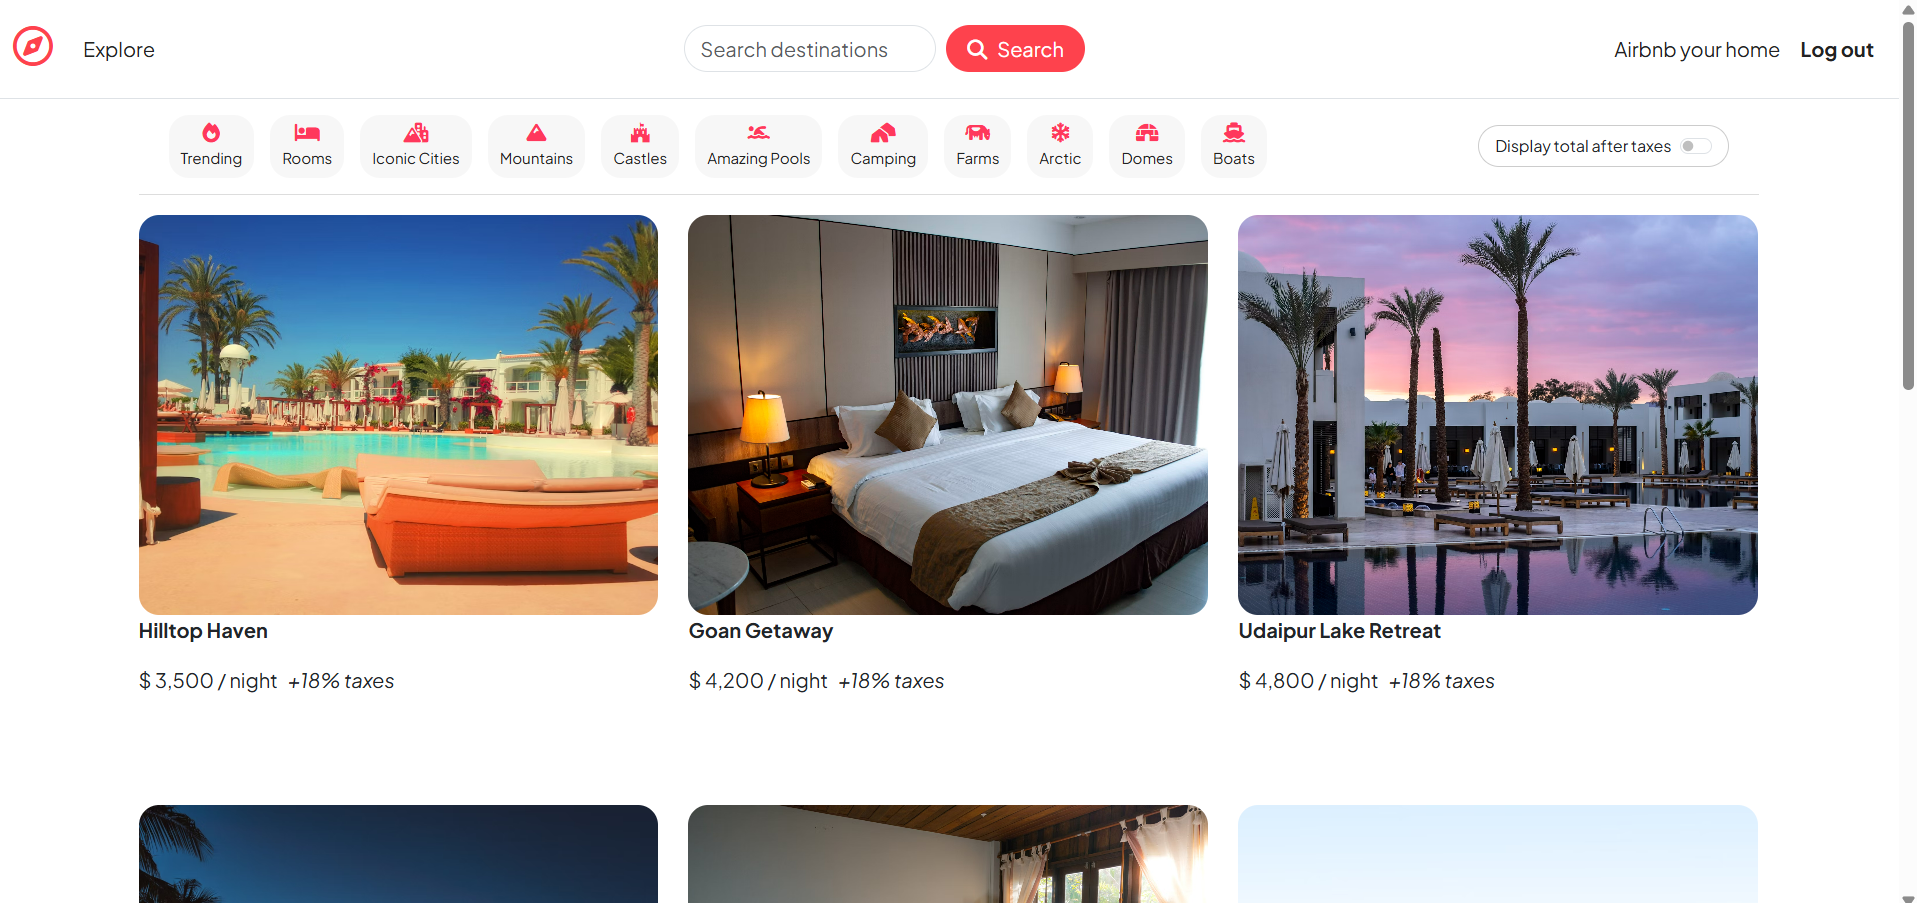 Explore
Search destinations
Search
Airbnb your home
Log out
Trending
Rooms
Iconic Cities
Mountains
Castles
Amazing Pools
Camping
Farms
Arctic
Domes
Boats
Display total after taxes
Hilltop Haven
$ 3,500 / night +18% taxes
Goan Getaway
$ 4,200 / night +18% taxes
Udaipur Lake Retreat
$ 4,800 / night +18% taxes